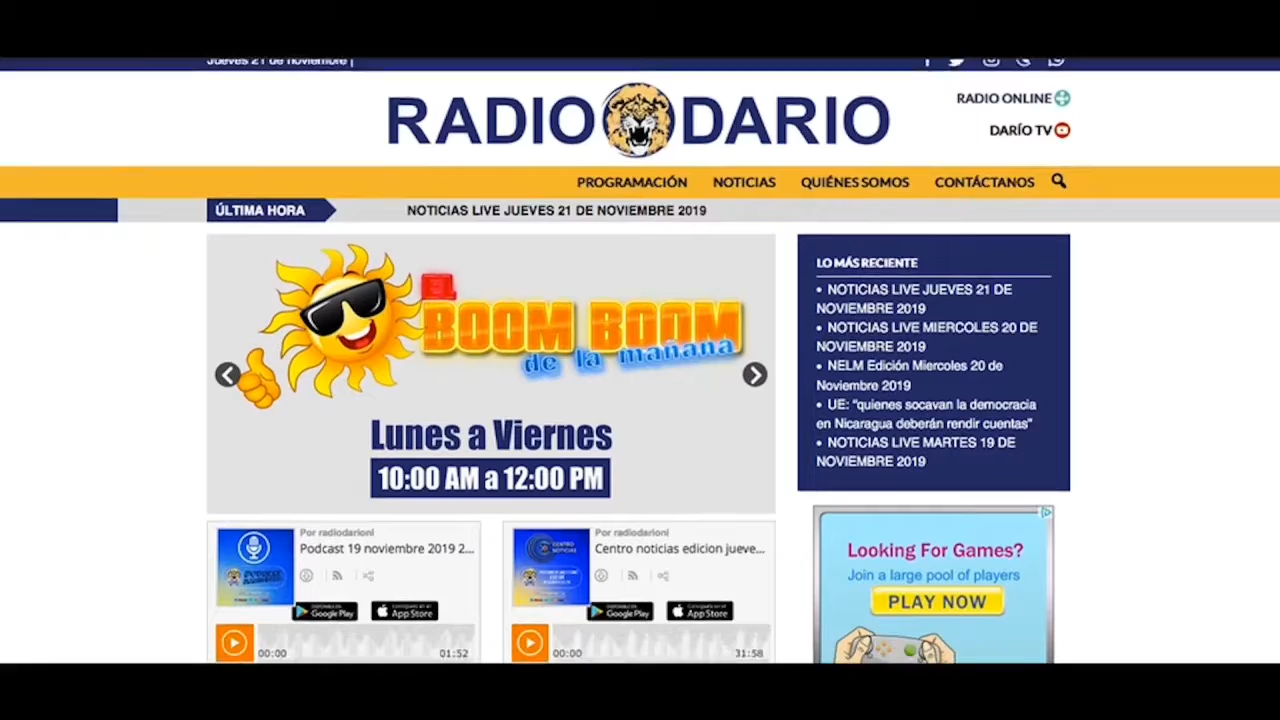 Jueves 21 de noviembre |
RADIO DARIO
RADIO ONLINE
DARÍO TV
PROGRAMACIÓN NOTICIAS QUIÉNES SOMOS CONTÁCTANOS
ÚLTIMA HORA NOTICIAS LIVE JUEVES 21 DE NOVIEMBRE 2019
EL
BOOM BOOM
de la mañana
Lunes a Viernes
10:00 AM a 12:00 PM
LO MÁS RECIENTE
• NOTICIAS LIVE JUEVES 21 DE
NOVIEMBRE 2019
• NOTICIAS LIVE MIERCOLES 20 DE
NOVIEMBRE 2019
• NELM Edición Miercoles 20 de
Noviembre 2019
• UE: “quienes socavan la democracia
en Nicaragua deberán rendir cuentas”
• NOTICIAS LIVE MARTES 19 DE
NOVIEMBRE 2019
Por radiodarioni
Podcast 19 noviembre 2019 2...
Google Play
App Store
00:00 01:52
Por radiodarioni
Centro noticias edicion jueve...
CENTRO
NOTICIAS
Google Play
App Store
00:00 31:58
Looking For Games?
Join a large pool of players
PLAY NOW